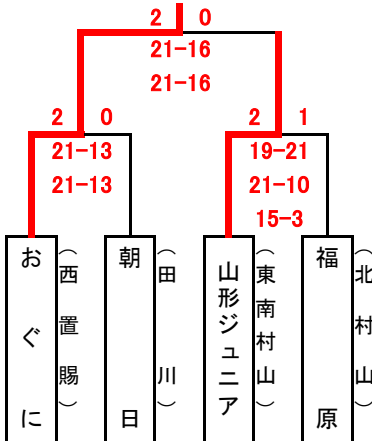 2 0
21-16
21-16
2 0
21-13
21-13
2 1
19-21
21-10
15-3
おぐに
（西置賜）
朝日
（田川）
山形ジュニア
（東南村山）
福原
（北村山）